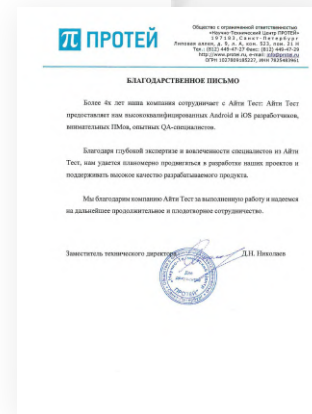 ПРОТЕЙ
Общество с ограниченной ответственностью
«Научно-Технический Центр ПРОТЕЙ»
197183, Санкт-Петербург
БЛАГОДАРСТВЕННОЕ ПИСЬМО
Более 4х лет наша компания сотрудничает с Айти Тест: Айти Тест
предоставляет нам высококвалифицированных Android и iOS разработчиков,
внимательных ПМов, опытных QA-специалистов.
Благодаря глубокой экспертизе и вовлеченности специалистов из Айти
Тест, нам удается планомерно продвигаться в разработке наших проектов и
поддерживать высокое качество разрабатываемого продукта.
Мы благодарим компанию Айти Тест за выполненную работу и надеемся
на дальнейшее продолжительное и плодотворное сотрудничество.
Заместитель технического директора Д.Н. Николаев